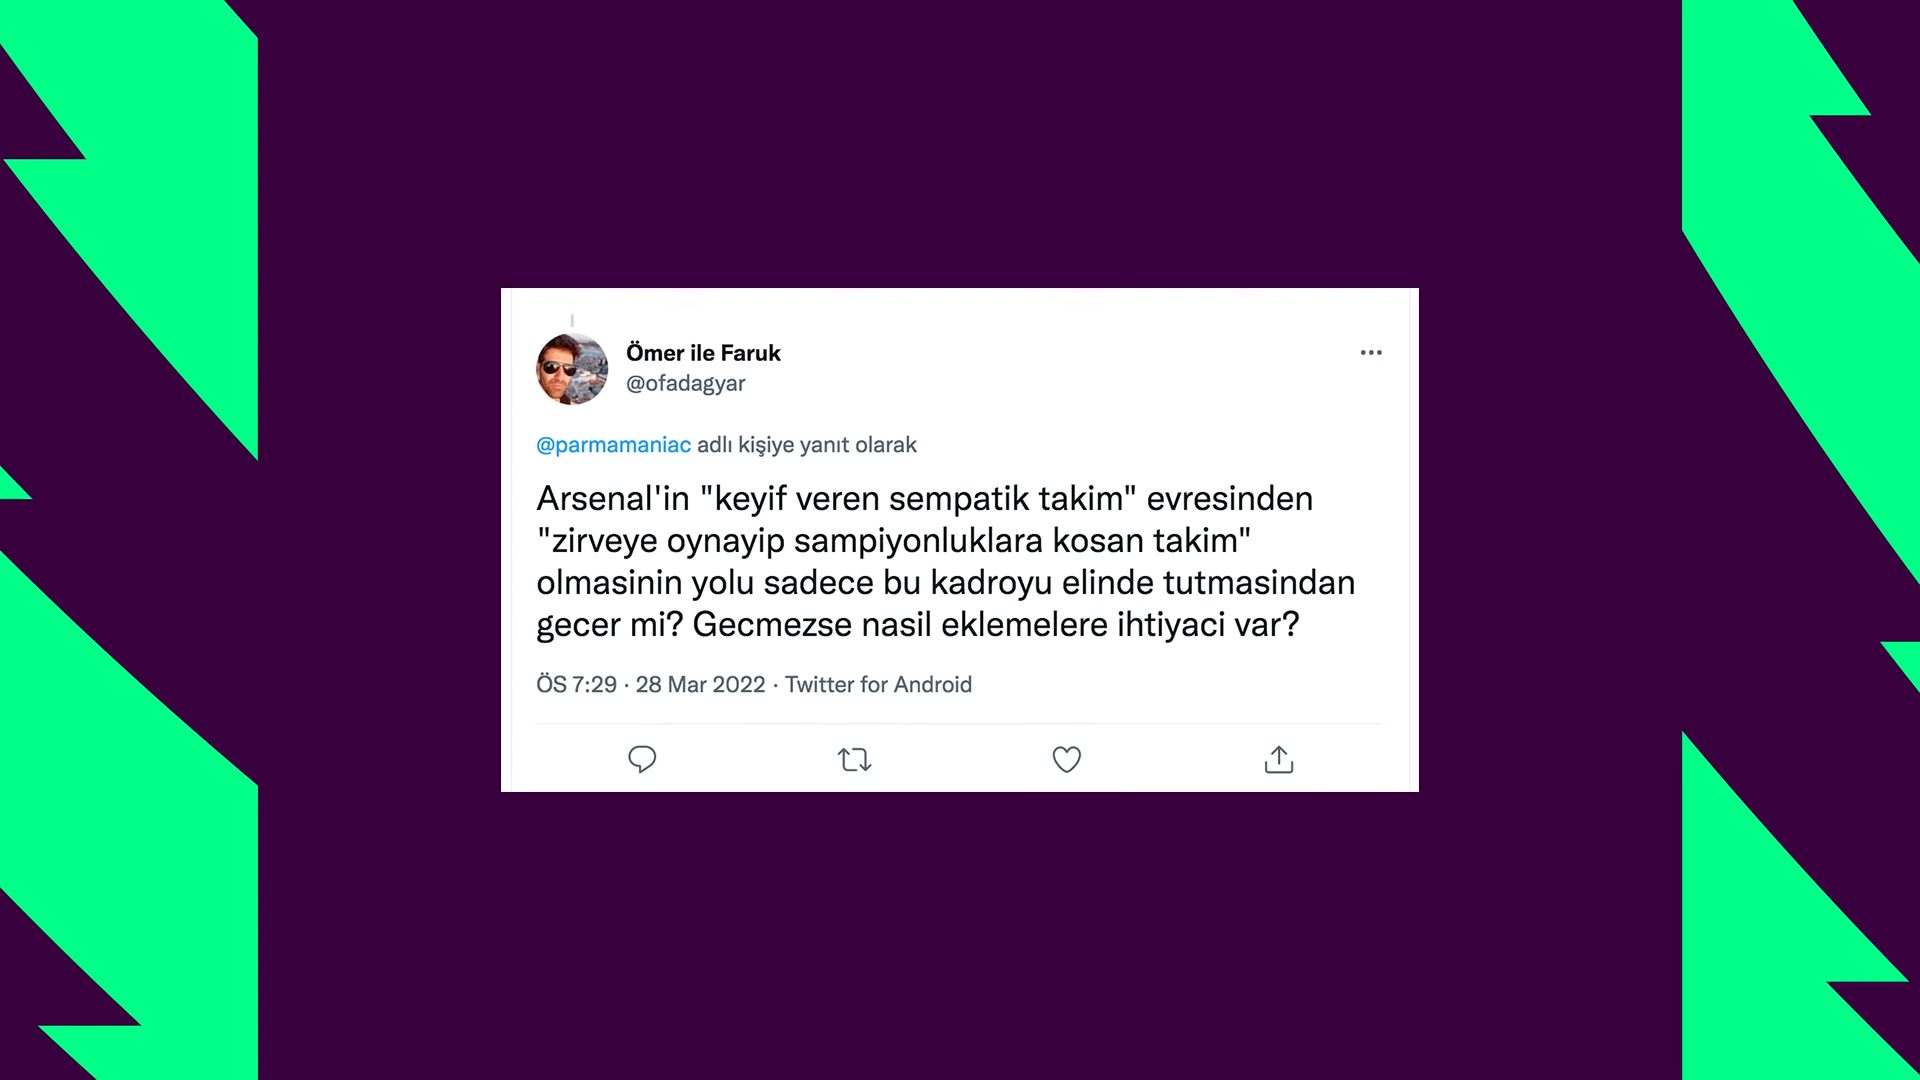 Ömer ile Faruk
@ofadagyar
@parmamaniac adlı kişiye yanıt olarak
Arsenal'in "keyif veren sempatik takim" evresinden
"zirveye oynayip sampiyonluklara kosan takim"
olmasinin yolu sadece bu kadroyu elinde tutmasindan
gecer mi? Gecmezse nasil eklemelere ihtiyaci var?
ÖS 7:29 · 28 Mar 2022 · Twitter for Android